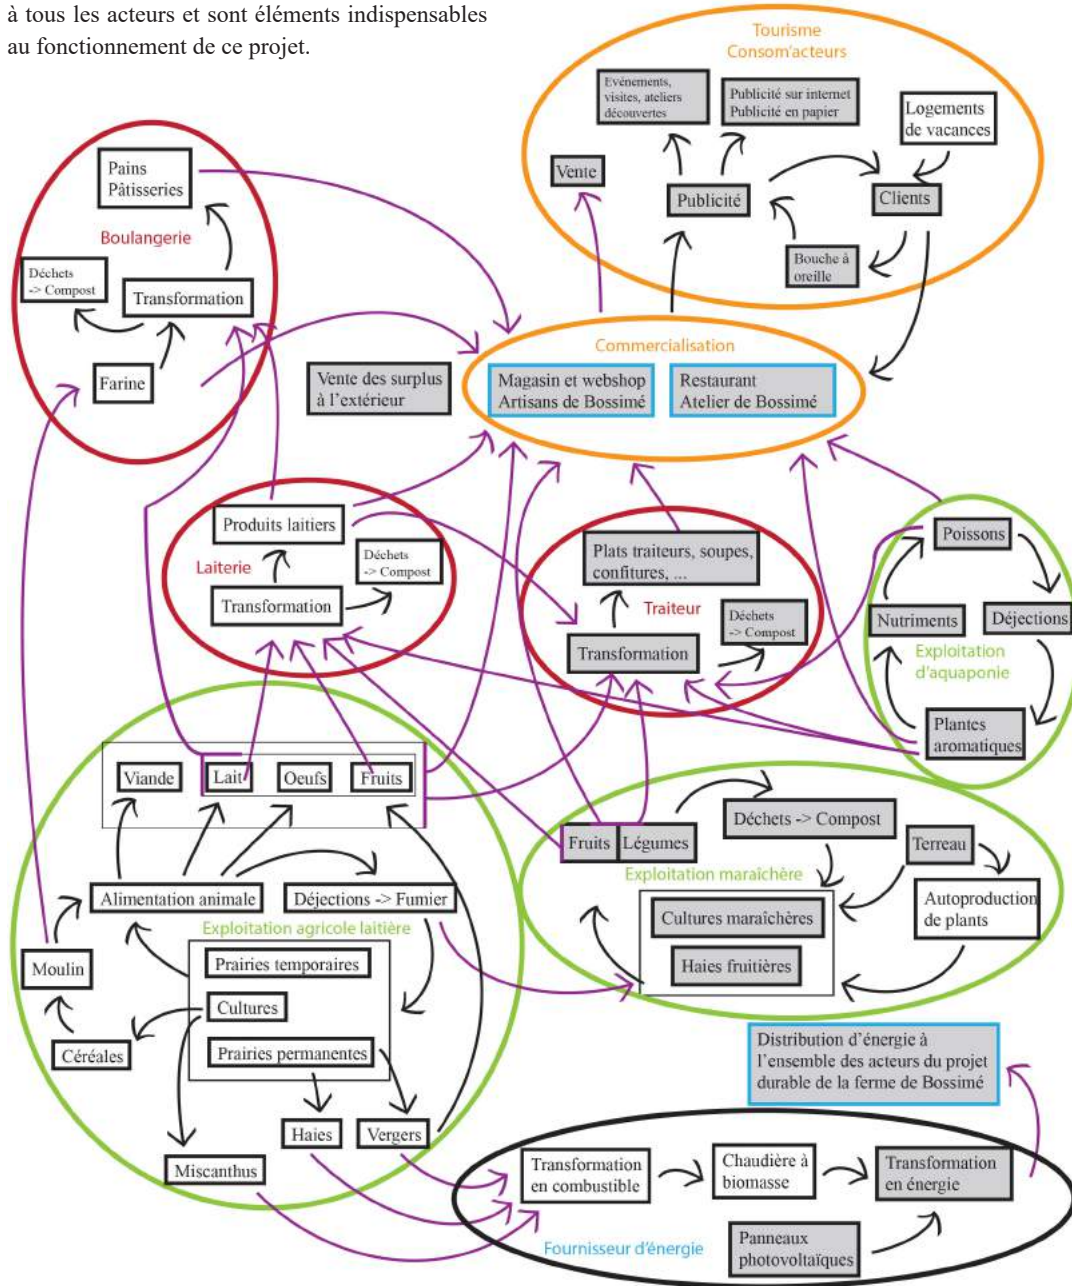 à tous les acteurs et sont éléments indispensables
au fonctionnement de ce projet.
Tourisme
Consom'acteurs
Evénements,
visites, ateliers
découvertes
Publicité sur internet
Publicité en papier
Logements
de vacances
Vente
Publicité
Clients
Bouche à
oreille
Pains
Pâtisseries
Boulangerie
Déchets
-> Compost
Transformation
Farine
Commercialisation
Vente des surplus
à l'extérieur
Magasin et webshop
Artisans de Bossimé
Restaurant
Atelier de Bossimé
Produits laitiers
Déchets
-> Compost
Laiterie
Transformation
Plats traiteurs, soupes,
confitures, ...
Traiteur
Déchets
-> Compost
Transformation
Poissons
Nutriments
Déjections
Exploitation
d'aquaponie
Plantes
aromatiques
Viande
Lait
Oeufs
Fruits
Alimentation animale
Déjections -> Fumier
Exploitation agricole laitière
Moulin
Prairies temporaires
Cultures
Céréales
Prairies permanentes
Haies
Vergers
Miscanthus
Déchets -> Compost
Fruits
Légumes
Terreau
Exploitation maraîchère
Autoproduction
de plants
Cultures maraîchères
Haies fruitières
Distribution d'énergie à
l'ensemble des acteurs du projet
durable de la ferme de Bossimé
Transformation
en combustible
Chaudière à
biomasse
Transformation
en énergie
Fournisseur d'énergie
Panneaux
photovoltaïques